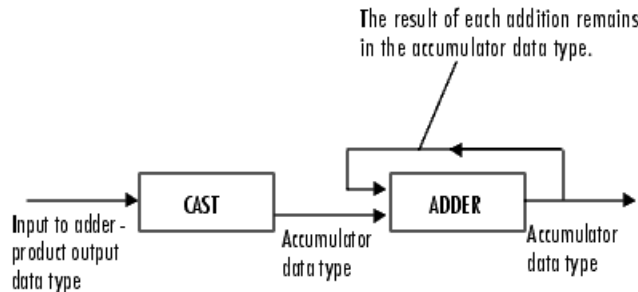 The result of each addition remains
in the accumulator data type.
CAST
ADDER
Input to adder -
product output
data type
Accumulator
data type
Accumulator
data type